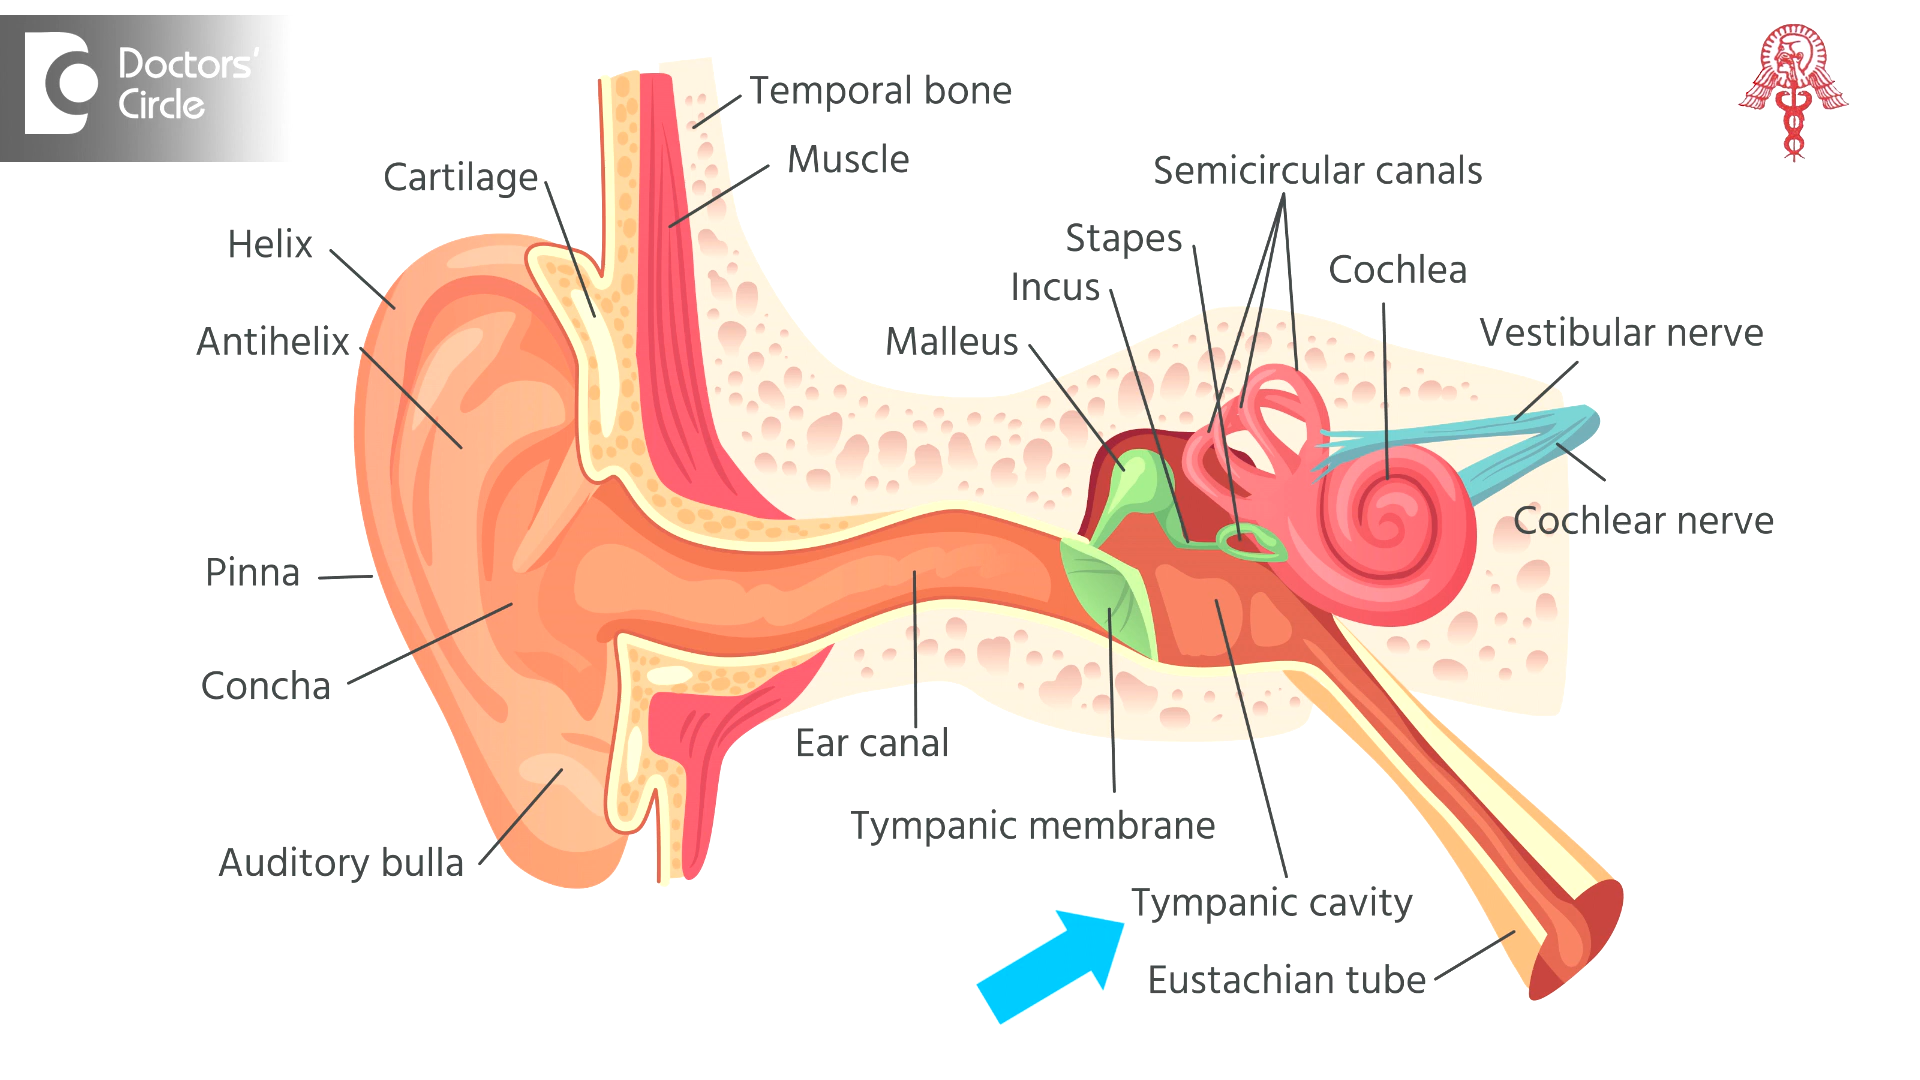 Doctors'
Circle
Temporal bone
Muscle
Cartilage
Semicircular canals
Stapes
Helix
Cochlea
Incus
Vestibular nerve
Antihelix
Malleus
Cochlear nerve
Pinna
Concha
Ear canal
Tympanic membrane
Auditory bulla
Tympanic cavity
Eustachian tube